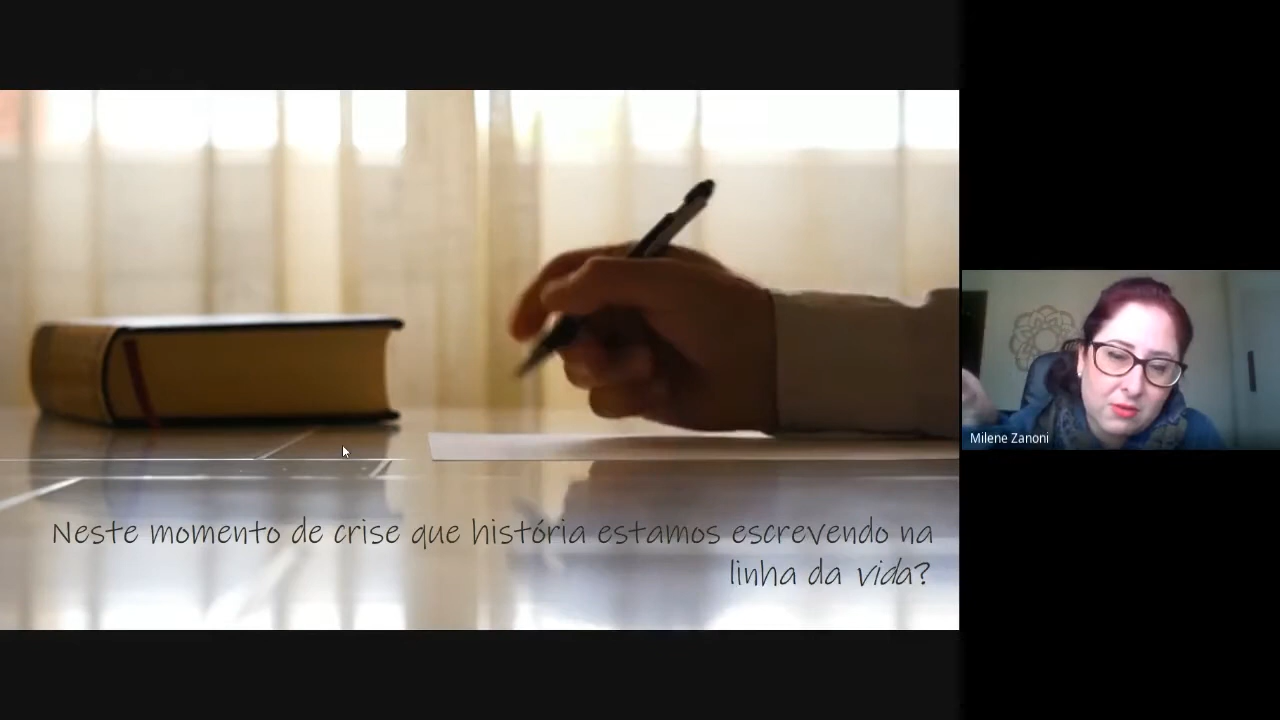 Neste momento de crise que história estamos escrevendo na
linha da vida?
Milene Zanoni